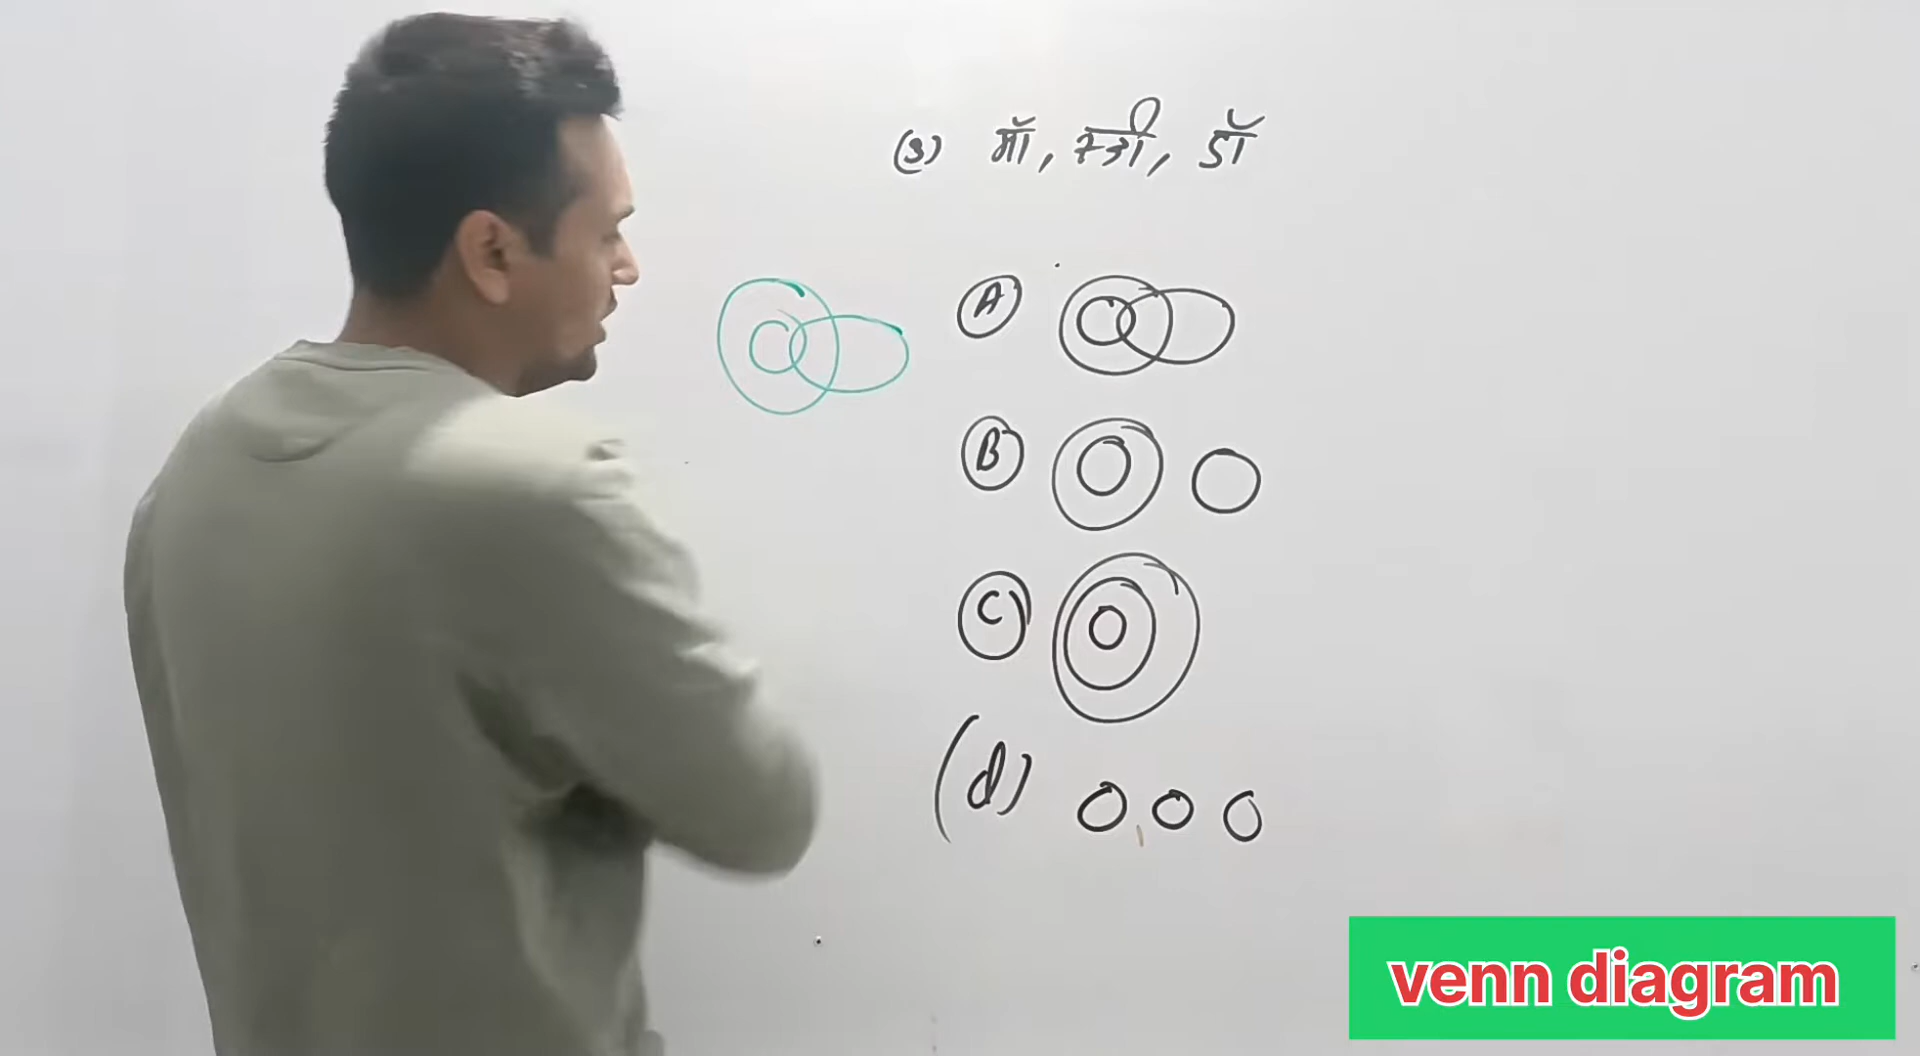 (3) माँ, स्त्री, डॉ
A
B
C
(d)
venn diagram